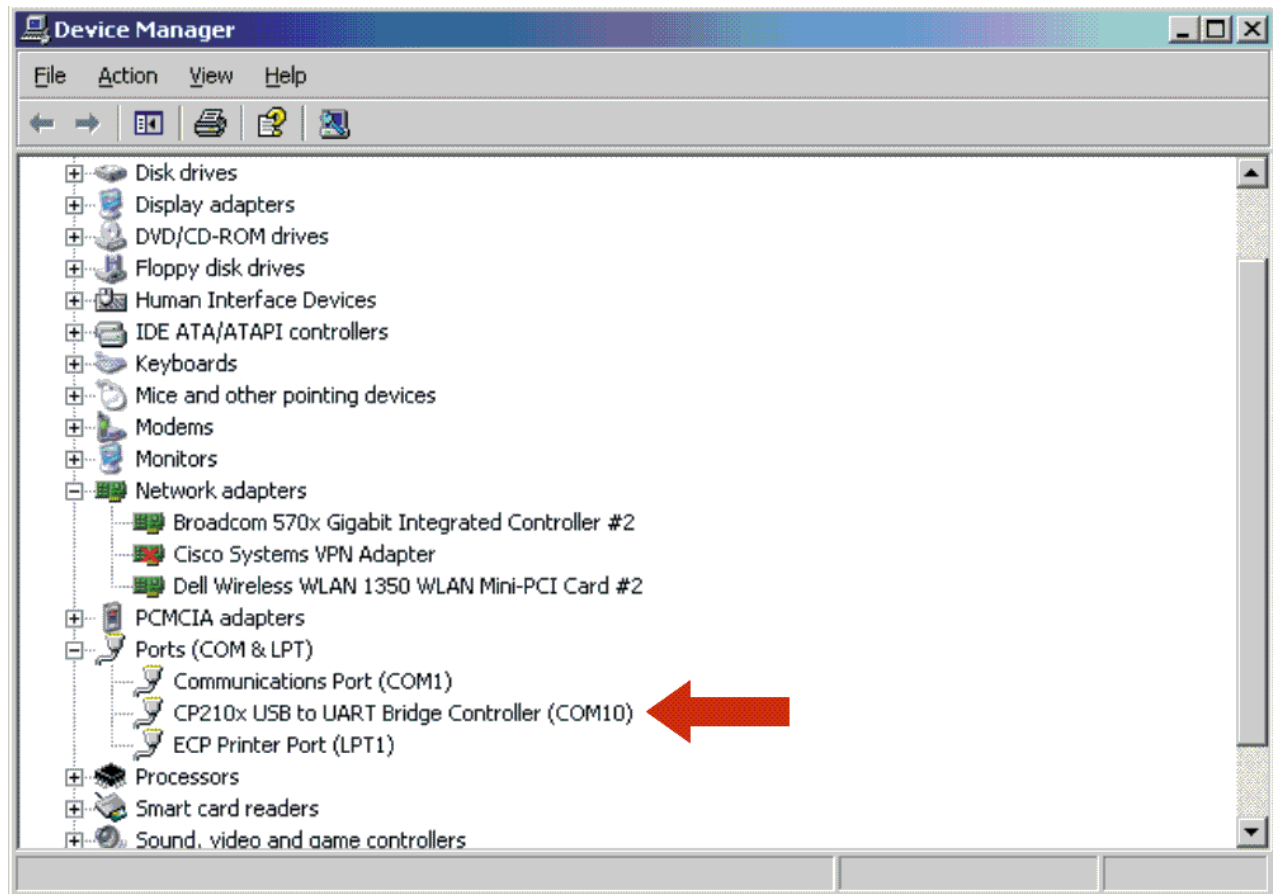 Device Manager
File Action View Help
Disk drives
Display adapters
DVD/CD-ROM drives
Floppy disk drives
Human Interface Devices
IDE ATA/ATAPI controllers
Keyboards
Mice and other pointing devices
Modems
Monitors
Network adapters
Broadcom 570x Gigabit Integrated Controller #2
Cisco Systems VPN Adapter
Dell Wireless WLAN 1350 WLAN Mini-PCI Card #2
PCMCIA adapters
Ports (COM & LPT)
Communications Port (COM1)
CP210x USB to UART Bridge Controller (COM10)
ECP Printer Port (LPT1)
Processors
Smart card readers
Sound, video and game controllers